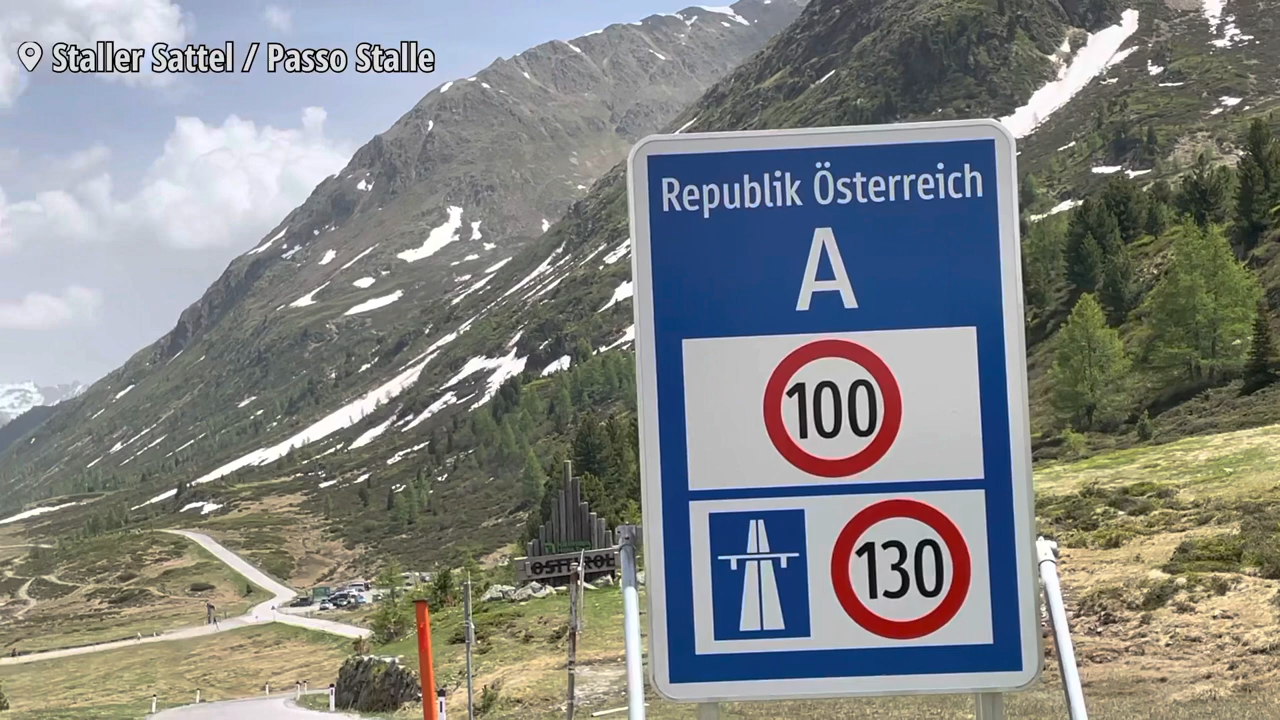 Staller Sattel / Passo Stalle
Republik Österreich
A
100
130
OSTTIROL